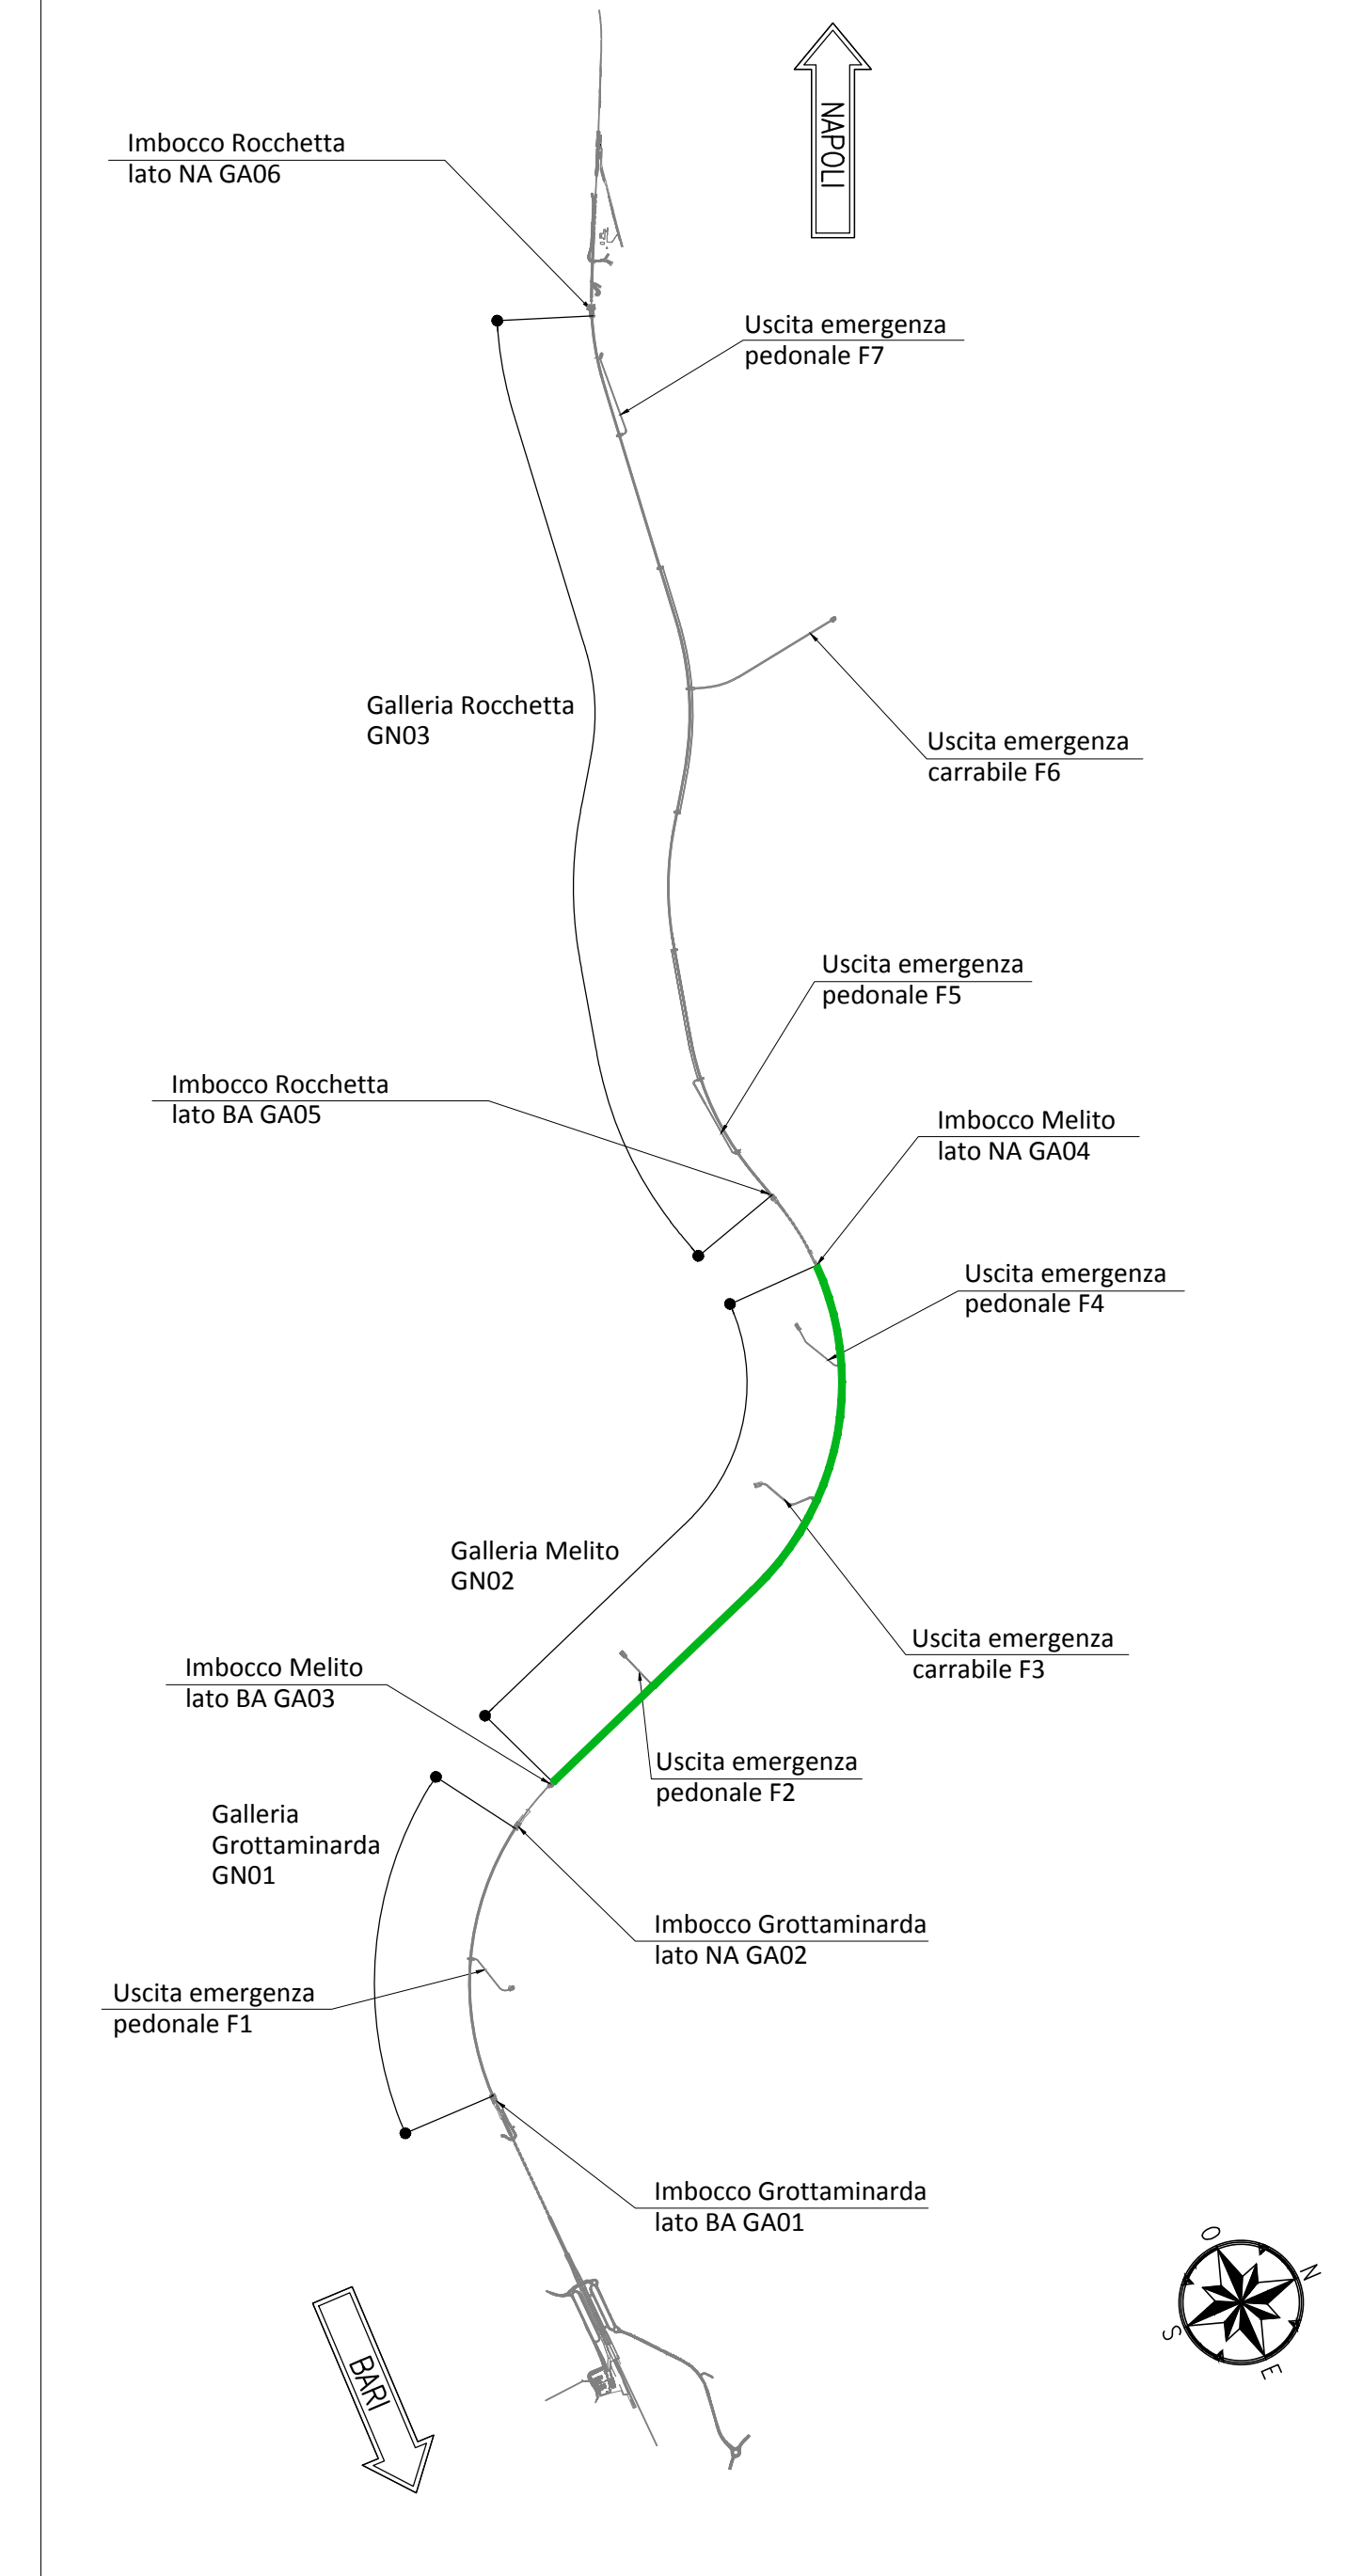 NAPOLI
Imbocco Rocchetta
lato NA GA06
Uscita emergenza
pedonale F7
Galleria Rocchetta
GN03
Uscita emergenza
carrabile F6
Uscita emergenza
pedonale F5
Imbocco Rocchetta
lato BA GA05
Imbocco Melito
lato NA GA04
Uscita emergenza
pedonale F4
Galleria Melito
GN02
Uscita emergenza
carrabile F3
Imbocco Melito
lato BA GA03
Uscita emergenza
pedonale F2
Galleria
Grottaminarda
GN01
Imbocco Grottaminarda
lato NA GA02
Uscita emergenza
pedonale F1
Imbocco Grottaminarda
lato BA GA01
BARI
O
N
S
E